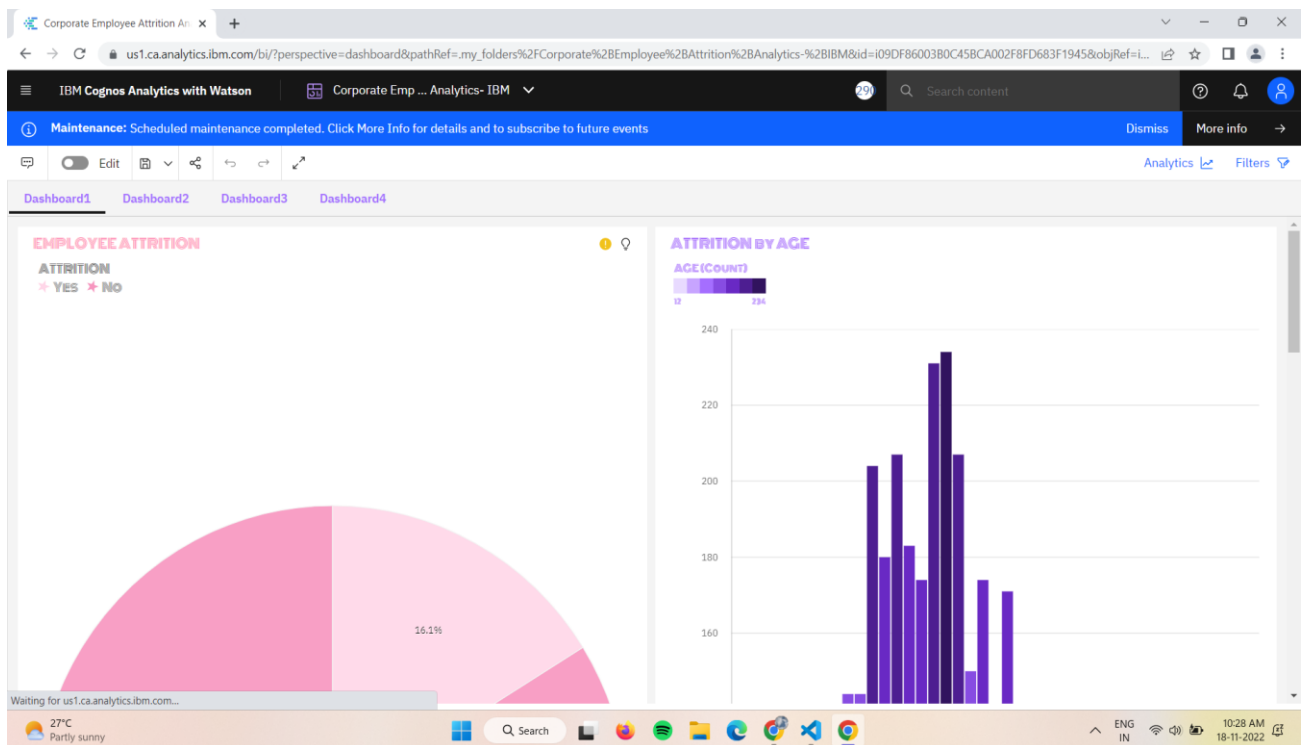 Corporate Employee Attrition An
us1.ca.analytics.ibm.com/bi/?perspective=dashboard&pathRef=.my_folders%2FCorporate%2BEmployee%2BAttrition%2BAnalytics-%2BIBM&id=i09DF86003B0C45BCA002F8FD683F1945&objRef=i...
IBM Cognos Analytics with Watson Corporate Emp ... Analytics- IBM 290 Search content
Maintenance: Scheduled maintenance completed. Click More Info for details and to subscribe to future events Dismiss More info
Edit Analytics Filters
Dashboard1 Dashboard2 Dashboard3 Dashboard4
EMPLOYEE ATTRITION
ATTRITION
YES NO
16.1%
ATTRITION BY AGE
AGE(COUNT)
12 234
240
220
200
180
160
Waiting for us1.ca.analytics.ibm.com...
27°C
Partly sunny
Search
ENG
IN
10:28 AM
18-11-2022